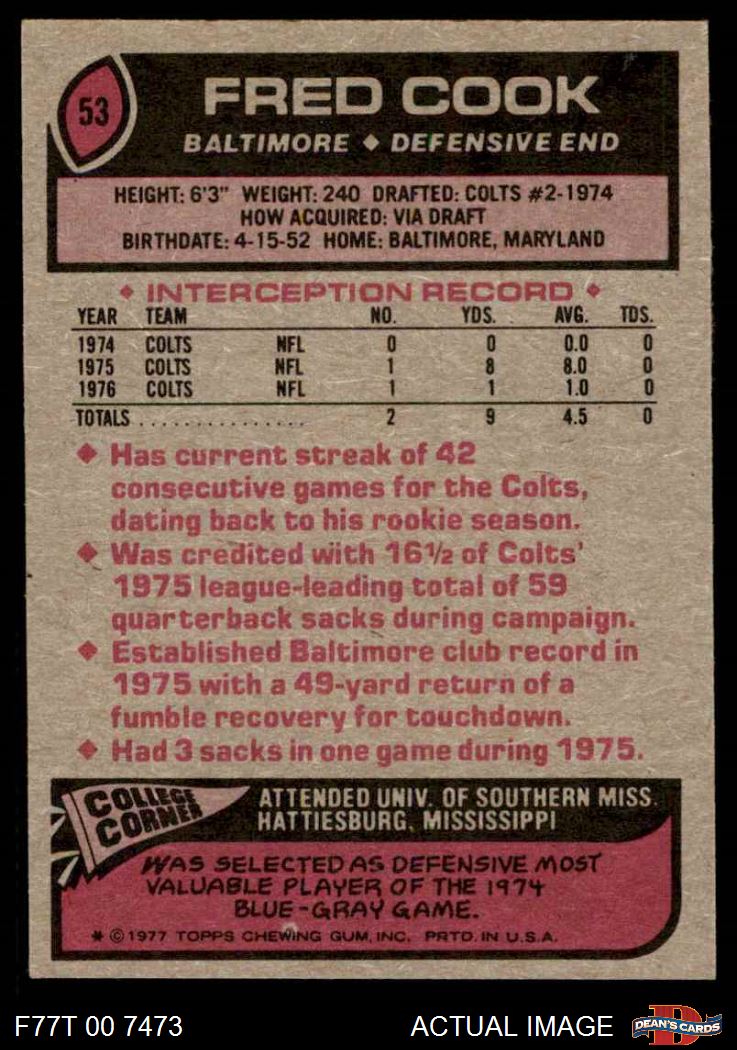 53
FRED COOK
BALTIMORE ◆ DEFENSIVE END
HEIGHT: 6'3" WEIGHT: 240 DRAFTED: COLTS #2-1974
HOW ACQUIRED: VIA DRAFT
BIRTHDATE: 4-15-52 HOME: BALTIMORE, MARYLAND
◆ INTERCEPTION RECORD ◆
YEAR TEAM NO. YDS. AVG. TDS.
1974 COLTS NFL 0 0 0.0 0
1975 COLTS NFL 1 8 8.0 0
1976 COLTS NFL 1 1 1.0 0
TOTALS . . . . . . . . . . . . . . . 2 9 4.5 0
◆ Has current streak of 42
consecutive games for the Colts,
dating back to his rookie season.
◆ Was credited with 16½ of Colts'
1975 league-leading total of 59
quarterback sacks during campaign.
◆ Established Baltimore club record in
1975 with a 49-yard return of a
fumble recovery for touchdown.
◆ Had 3 sacks in one game during 1975.
COLLEGE
CORNER
ATTENDED UNIV. OF SOUTHERN MISS.
HATTIESBURG, MISSISSIPPI
WAS SELECTED AS DEFENSIVE MOST
VALUABLE PLAYER OF THE 1974
BLUE-GRAY GAME.
* © 1977 TOPPS CHEWING GUM, INC. PRTD. IN U.S.A.
F77T 00 7473
ACTUAL IMAGE
D
DEAN'S CARDS